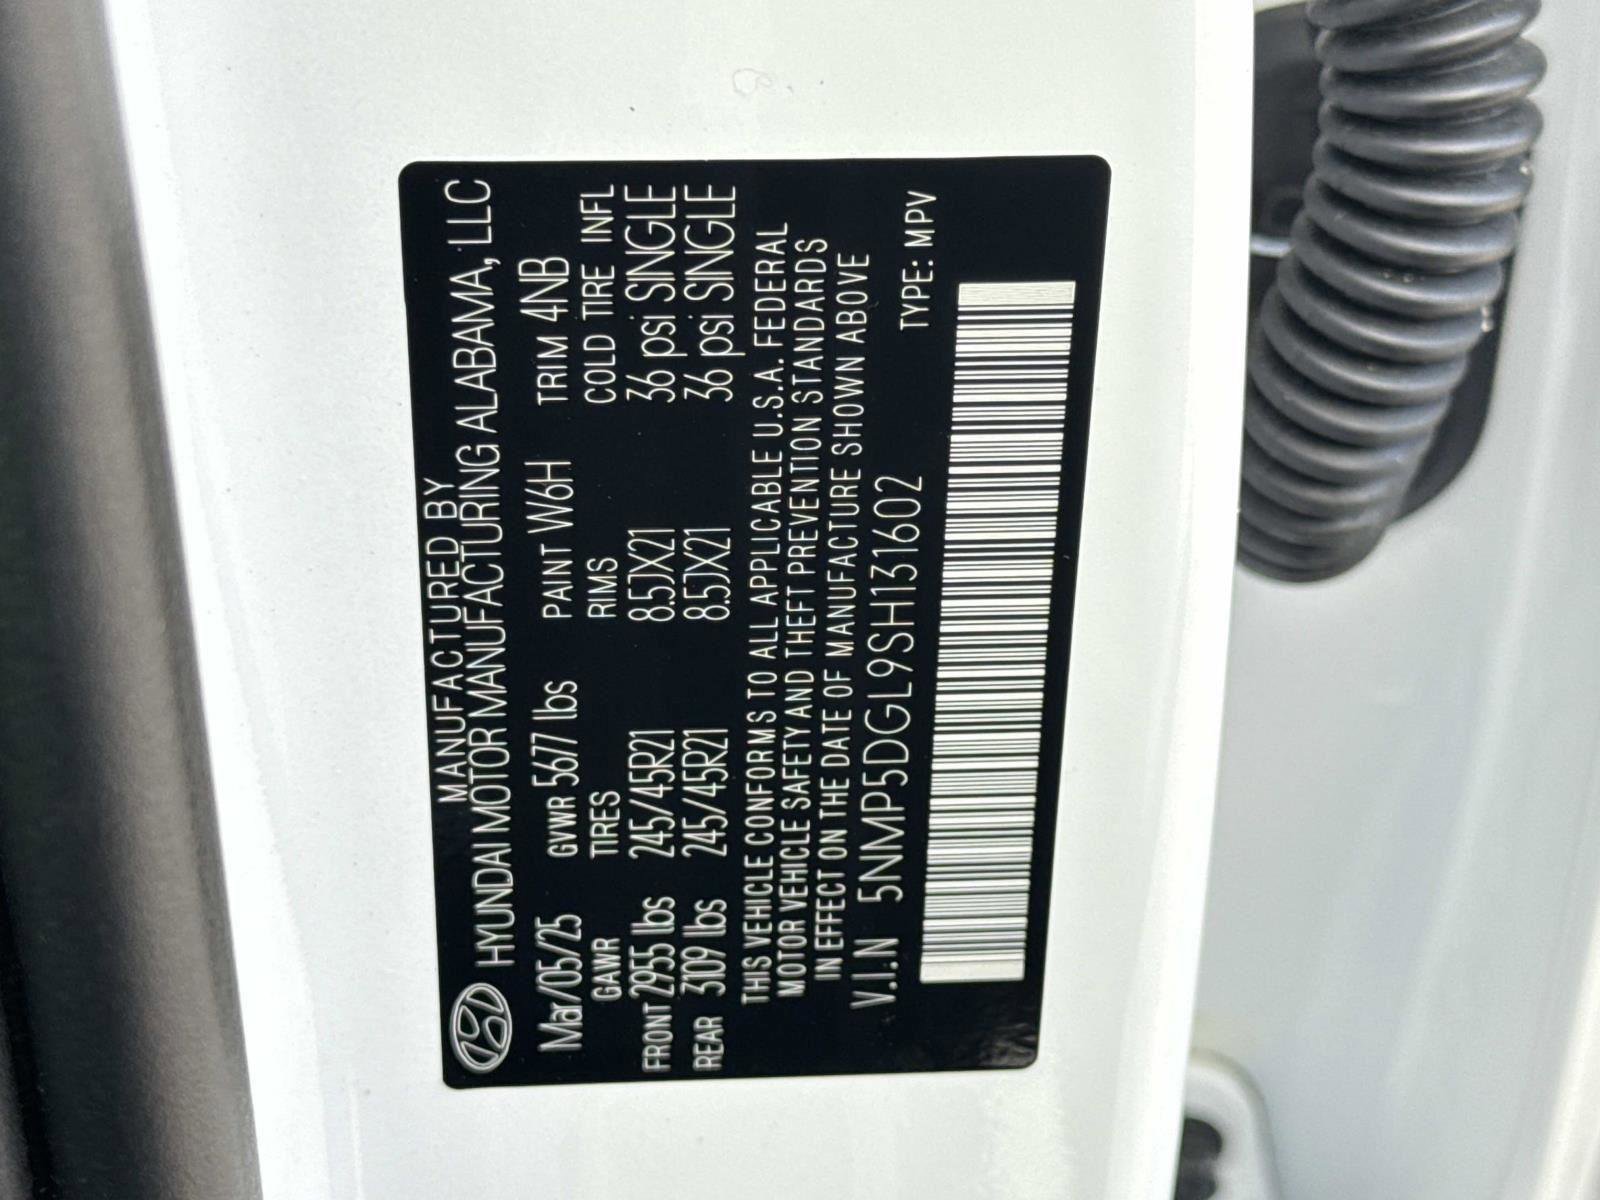 MANUFACTURED BY
HYUNDAI MOTOR MANUFACTURING ALABAMA, LLC
Mar/05/25 GVWR 5677 lbs PAINT W6H TRIM 4NB
GAWR TIRES RIMS COLD TIRE INFL
FRONT 2955 lbs 245/45R21 8.5JX21 36 psi SINGLE
REAR 3109 lbs 245/45R21 8.5JX21 36 psi SINGLE
THIS VEHICLE CONFORMS TO ALL APPLICABLE U.S.A. FEDERAL
MOTOR VEHICLE SAFETY AND THEFT PREVENTION STANDARDS
IN EFFECT ON THE DATE OF MANUFACTURE SHOWN ABOVE
V.I.N 5NMP5DGL9SH131602 TYPE: MPV